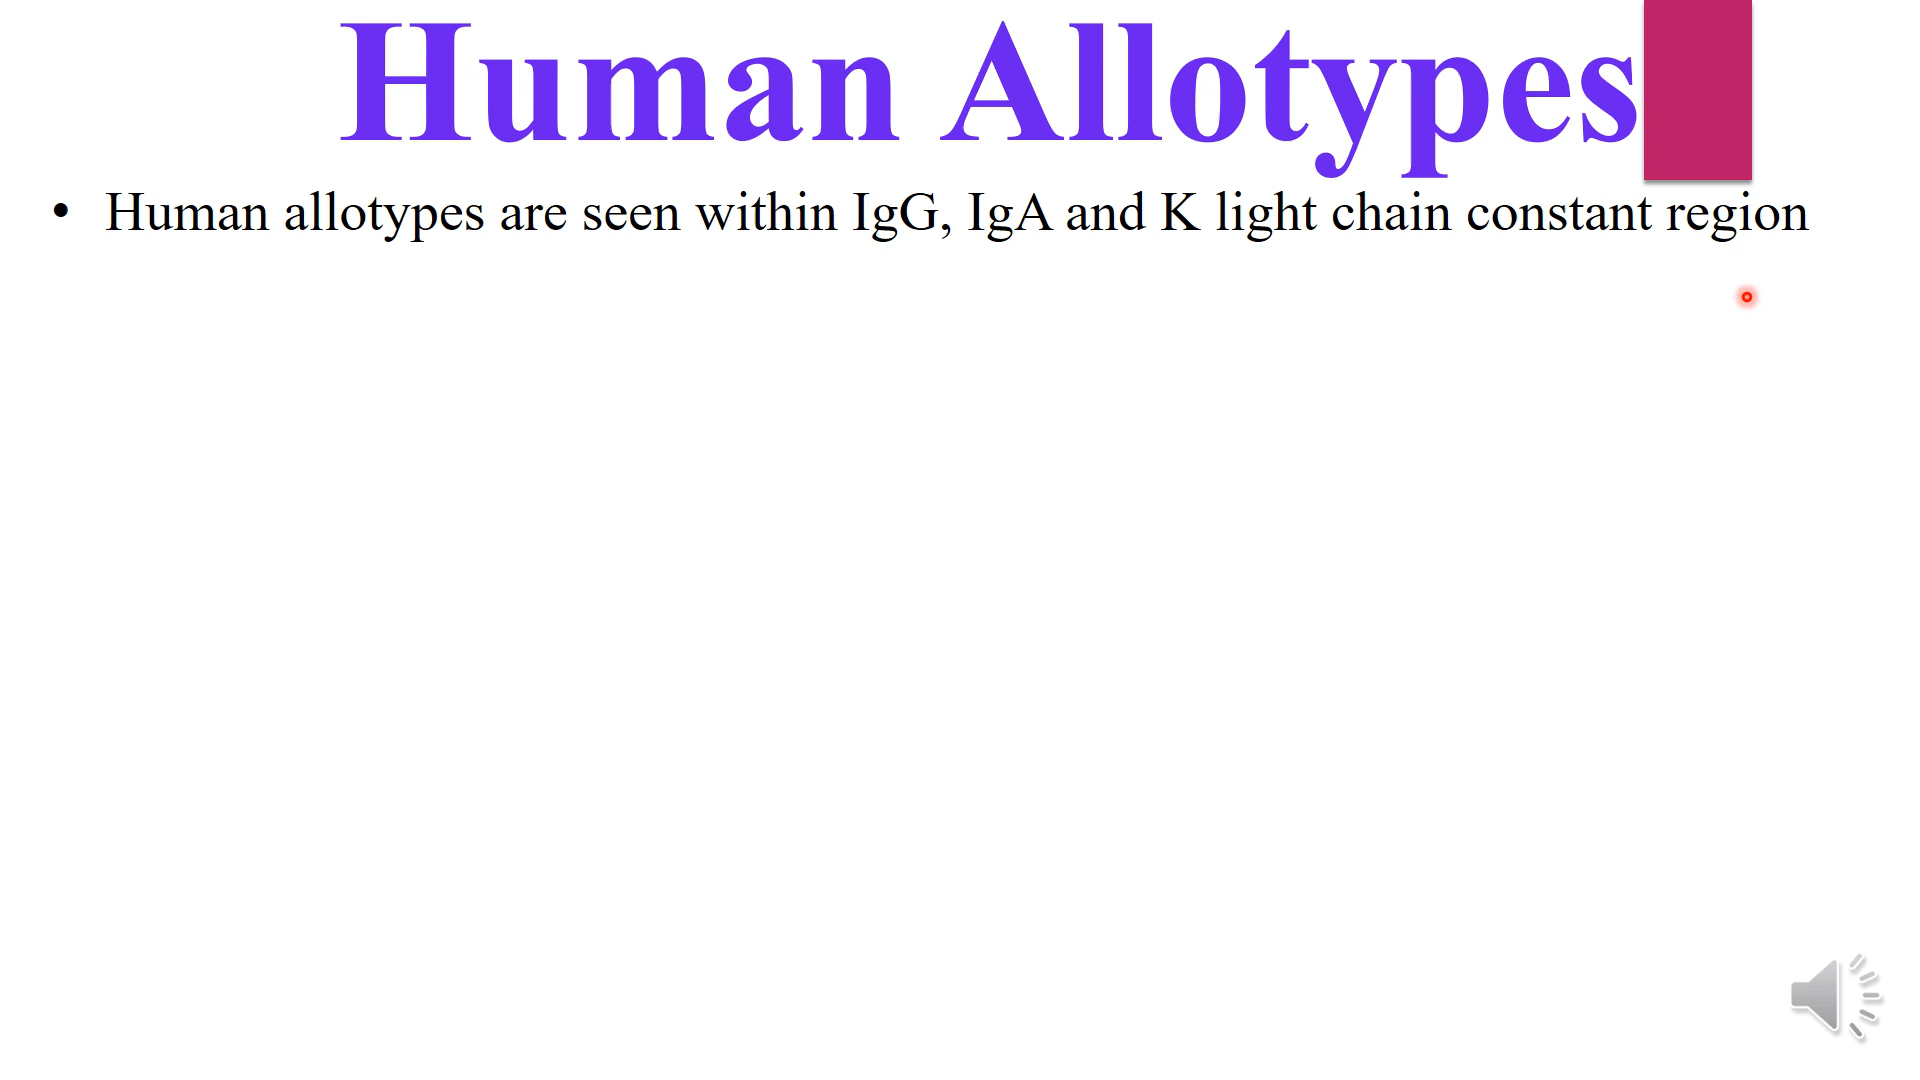 Human Allotypes
• Human allotypes are seen within IgG, IgA and K light chain constant region